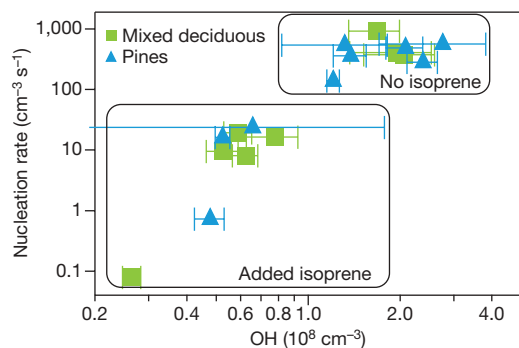 Mixed deciduous
Pines
No isoprene
Added isoprene
Nucleation rate (cm⁻³ s⁻¹)
1,000
100
10
1
0.1
0.2 0.4 0.6 0.8 1.0 2.0 4.0
OH (10⁸ cm⁻³)